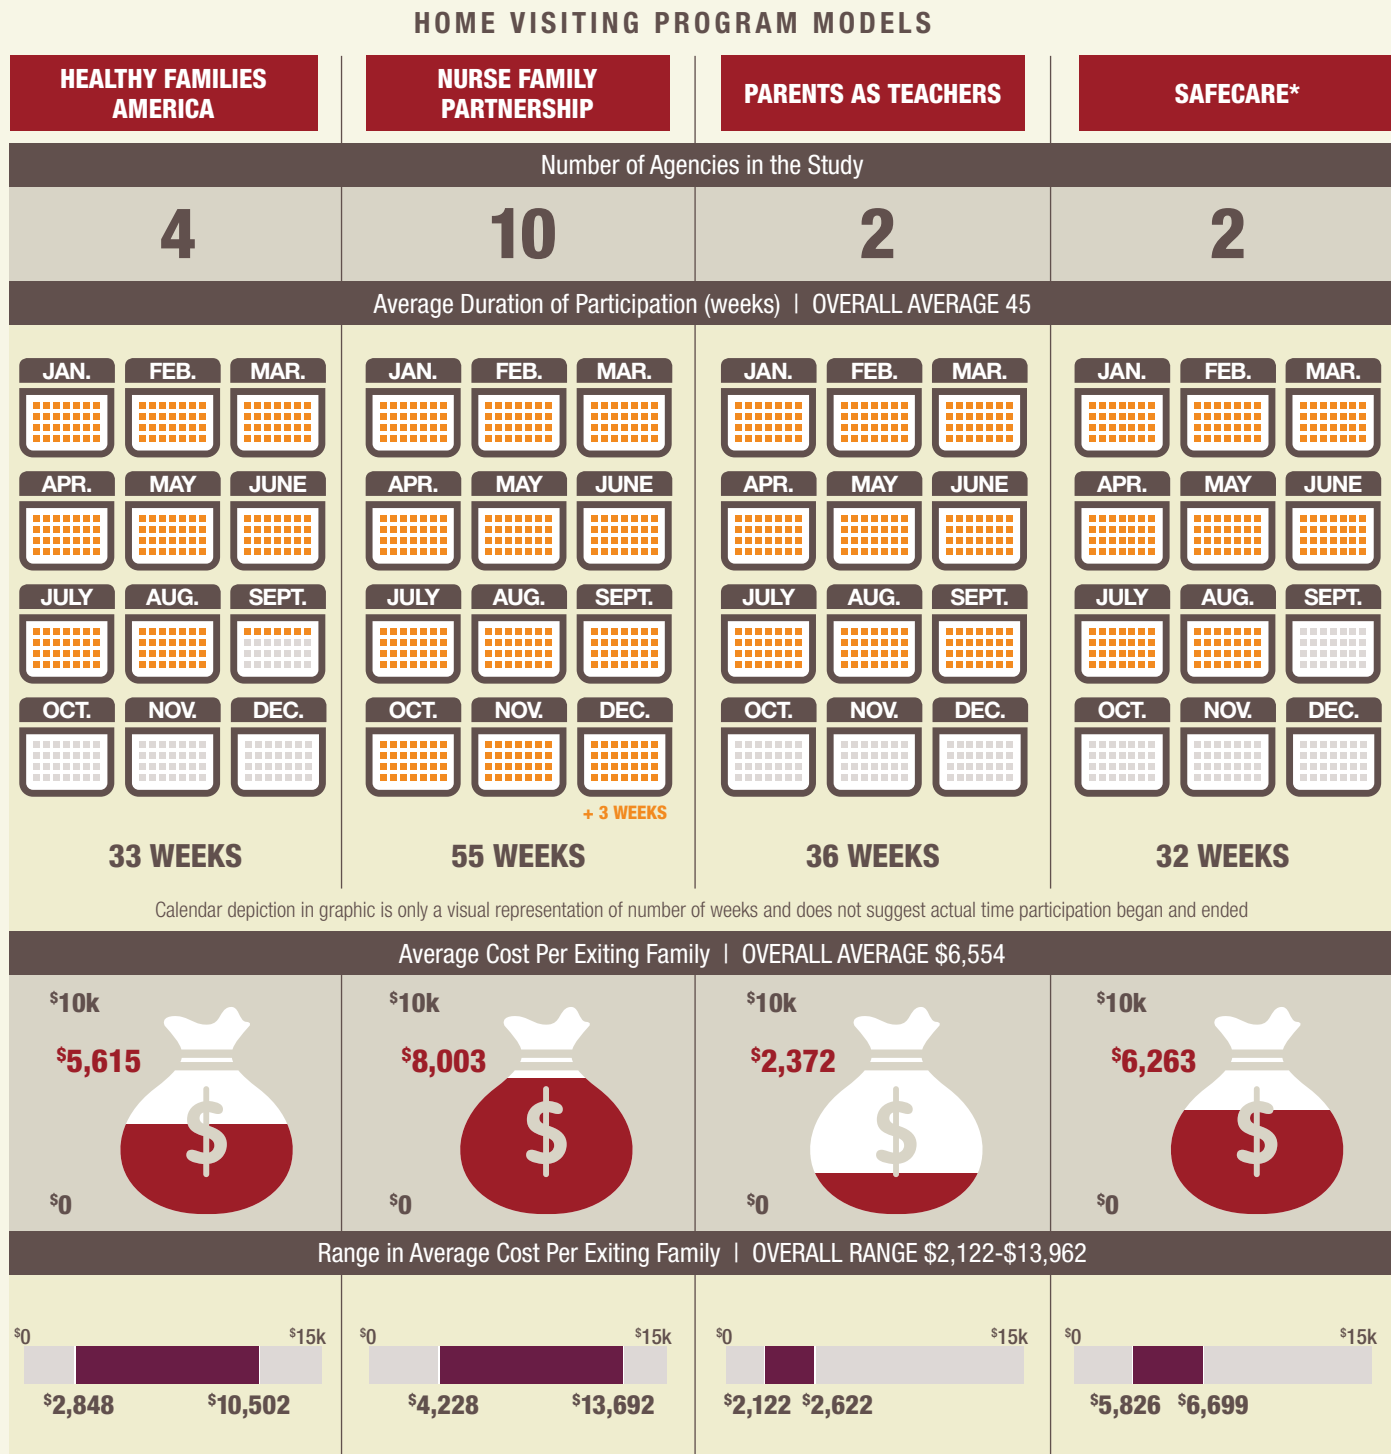 HOME VISITING PROGRAM MODELS
HEALTHY FAMILIES
AMERICA
NURSE FAMILY
PARTNERSHIP
PARENTS AS TEACHERS
SAFECARE*
Number of Agencies in the Study
4 10 2 2
Average Duration of Participation (weeks) | OVERALL AVERAGE 45
JAN. FEB. MAR. JAN. FEB. MAR. JAN. FEB. MAR. JAN. FEB. MAR.
APR. MAY JUNE APR. MAY JUNE APR. MAY JUNE APR. MAY JUNE
JULY AUG. SEPT. JULY AUG. SEPT. JULY AUG. SEPT. JULY AUG. SEPT.
OCT. NOV. DEC. OCT. NOV. DEC. OCT. NOV. DEC. OCT. NOV. DEC.
+ 3 WEEKS
33 WEEKS 55 WEEKS 36 WEEKS 32 WEEKS
Calendar depiction in graphic is only a visual representation of number of weeks and does not suggest actual time participation began and ended
Average Cost Per Exiting Family | OVERALL AVERAGE $6,554
$10k $10k $10k $10k
$5,615 $8,003 $2,372 $6,263
$ $ $ $
$0 $0 $0 $0
Range in Average Cost Per Exiting Family | OVERALL RANGE $2,122-$13,962
$0 $15k $0 $15k $0 $15k $0 $15k
$2,848 $10,502 $4,228 $13,692 $2,122 $2,622 $5,826 $6,699